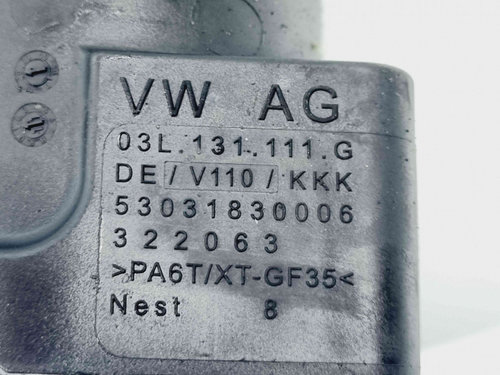 VW AG
03L.131.111.G
DE/V110/KKK
53031830006
322063
>PA6T/XT-GF35<
Nest 8